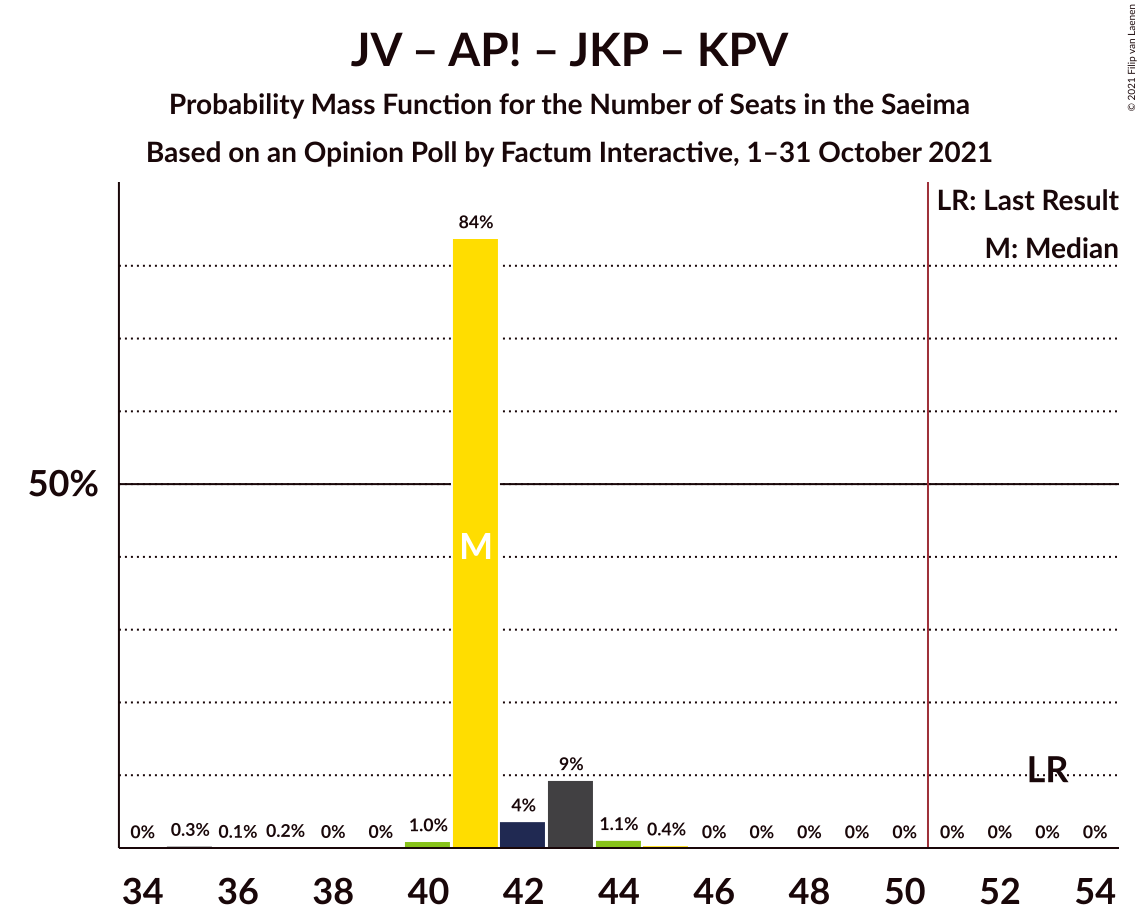 JV – AP! – JKP – KPV
Probability Mass Function for the Number of Seats in the Saeima
Based on an Opinion Poll by Factum Interactive, 1–31 October 2021
© 2021 Filip van Laenen
LR: Last Result
M: Median
84%
50%
M
LR
9%
4%
0% 0.3% 0.1% 0.2% 0% 0% 1.0% 1.1% 0.4% 0% 0% 0% 0% 0% 0% 0% 0% 0%
34 36 38 40 42 44 46 48 50 52 54